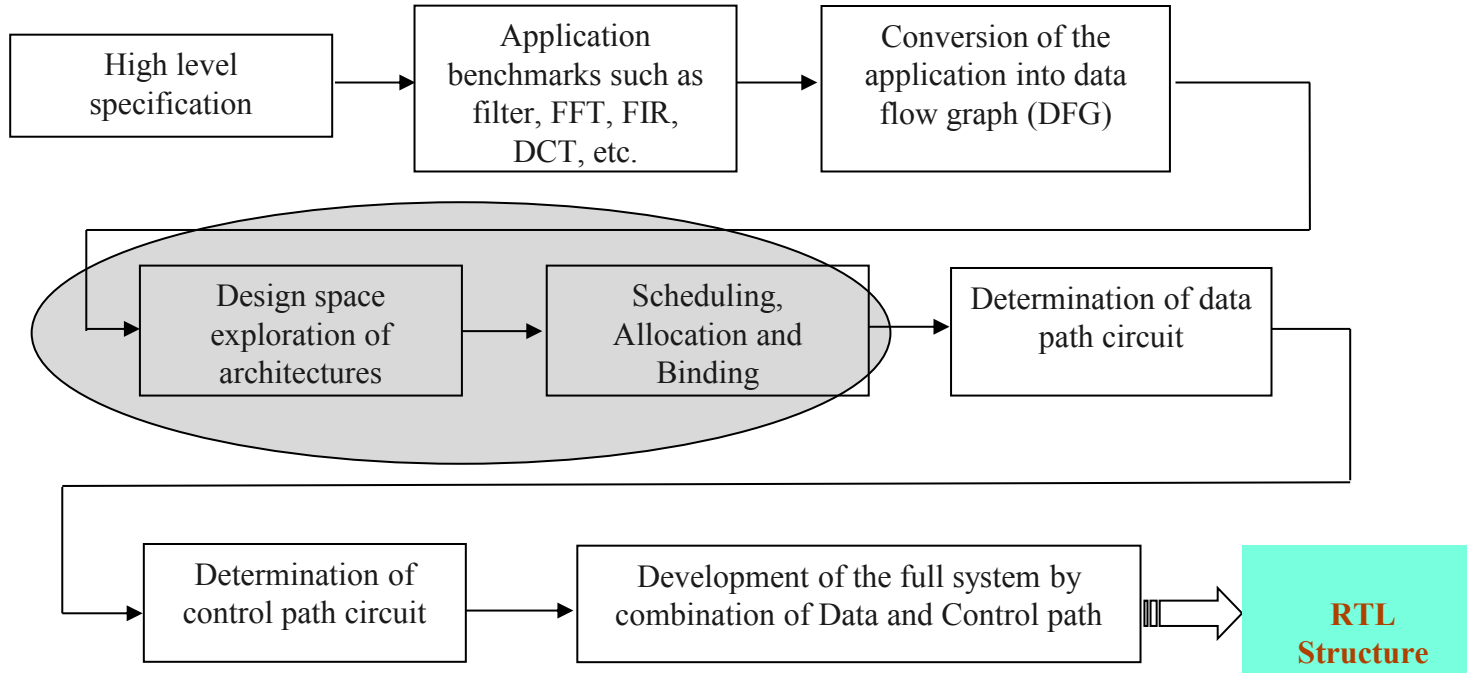 High level
specification
Application
benchmarks such as
filter, FFT, FIR,
DCT, etc.
Conversion of the
application into data
flow graph (DFG)
Design space
exploration of
architectures
Scheduling,
Allocation and
Binding
Determination of data
path circuit
Determination of
control path circuit
Development of the full system by
combination of Data and Control path
RTL
Structure